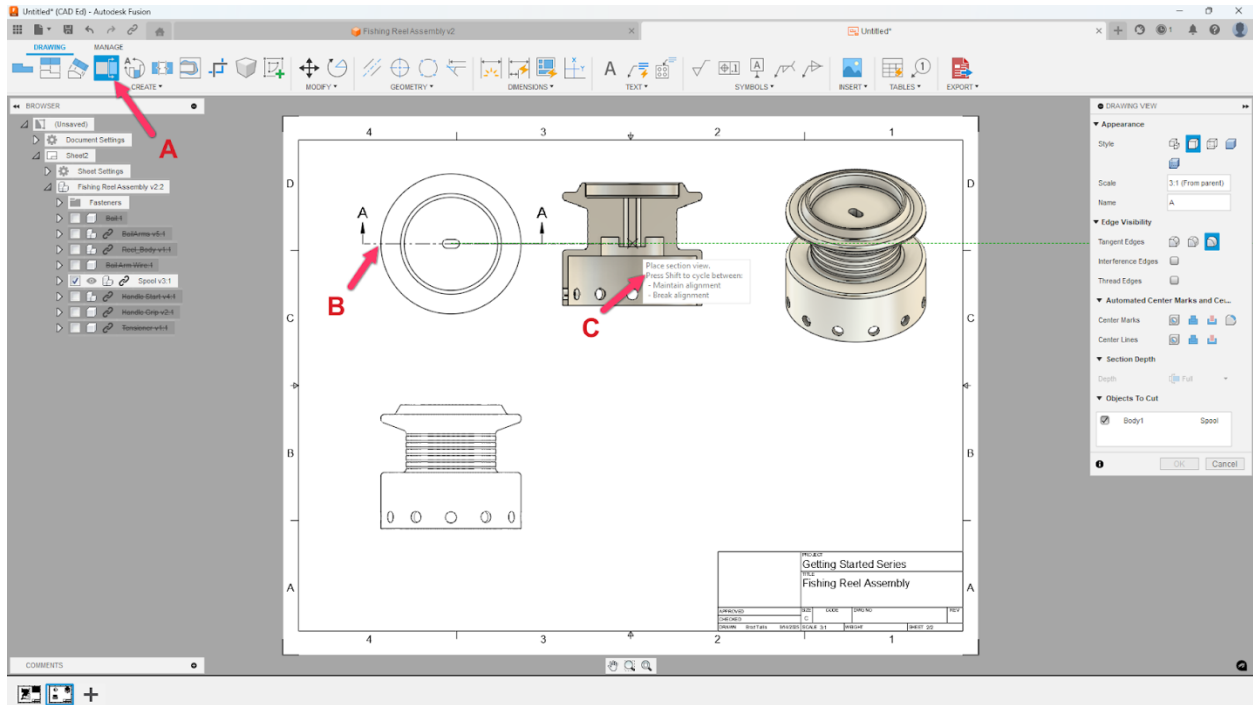 Untitled* (CAD Ed) - Autodesk Fusion
Fishing Reel Assembly v2
Untitled*
1
DRAWING
MANAGE
CREATE
MODIFY
GEOMETRY
DIMENSIONS
TEXT
SYMBOLS
INSERT
TABLES
EXPORT
BROWSER
(Unsaved)
Document Settings
Sheet2
Sheet Settings
Fishing Reel Assembly v2:2
Fasteners
Bail:1
BailArms v5:1
Reel_Body v1:1
Bail Arm Wire:1
Spool v3:1
Handle Start v4:1
Handle Grip v2:1
Tensioner v1:1
A
B
C
4
3
2
1
D
D
C
C
B
B
A
A
A
A
4
3
2
1
Place section view.
Press Shift to cycle between:
- Maintain alignment
- Break alignment
PROJECT
Getting Started Series
TITLE
Fishing Reel Assembly
APPROVED
CHECKED
DRAWN
Brad Tallis
SIZE
C
CODE
DWG NO
REV
SCALE 3:1
WEIGHT
SHEET 2/2
DRAWING VIEW
Appearance
Style
Scale
3:1 (From parent)
Name
A
Edge Visibility
Tangent Edges
Interference Edges
Thread Edges
Automated Center Marks and Cen...
Center Marks
Center Lines
Section Depth
Depth
Full
Objects To Cut
Body1
Spool
OK
Cancel
COMMENTS